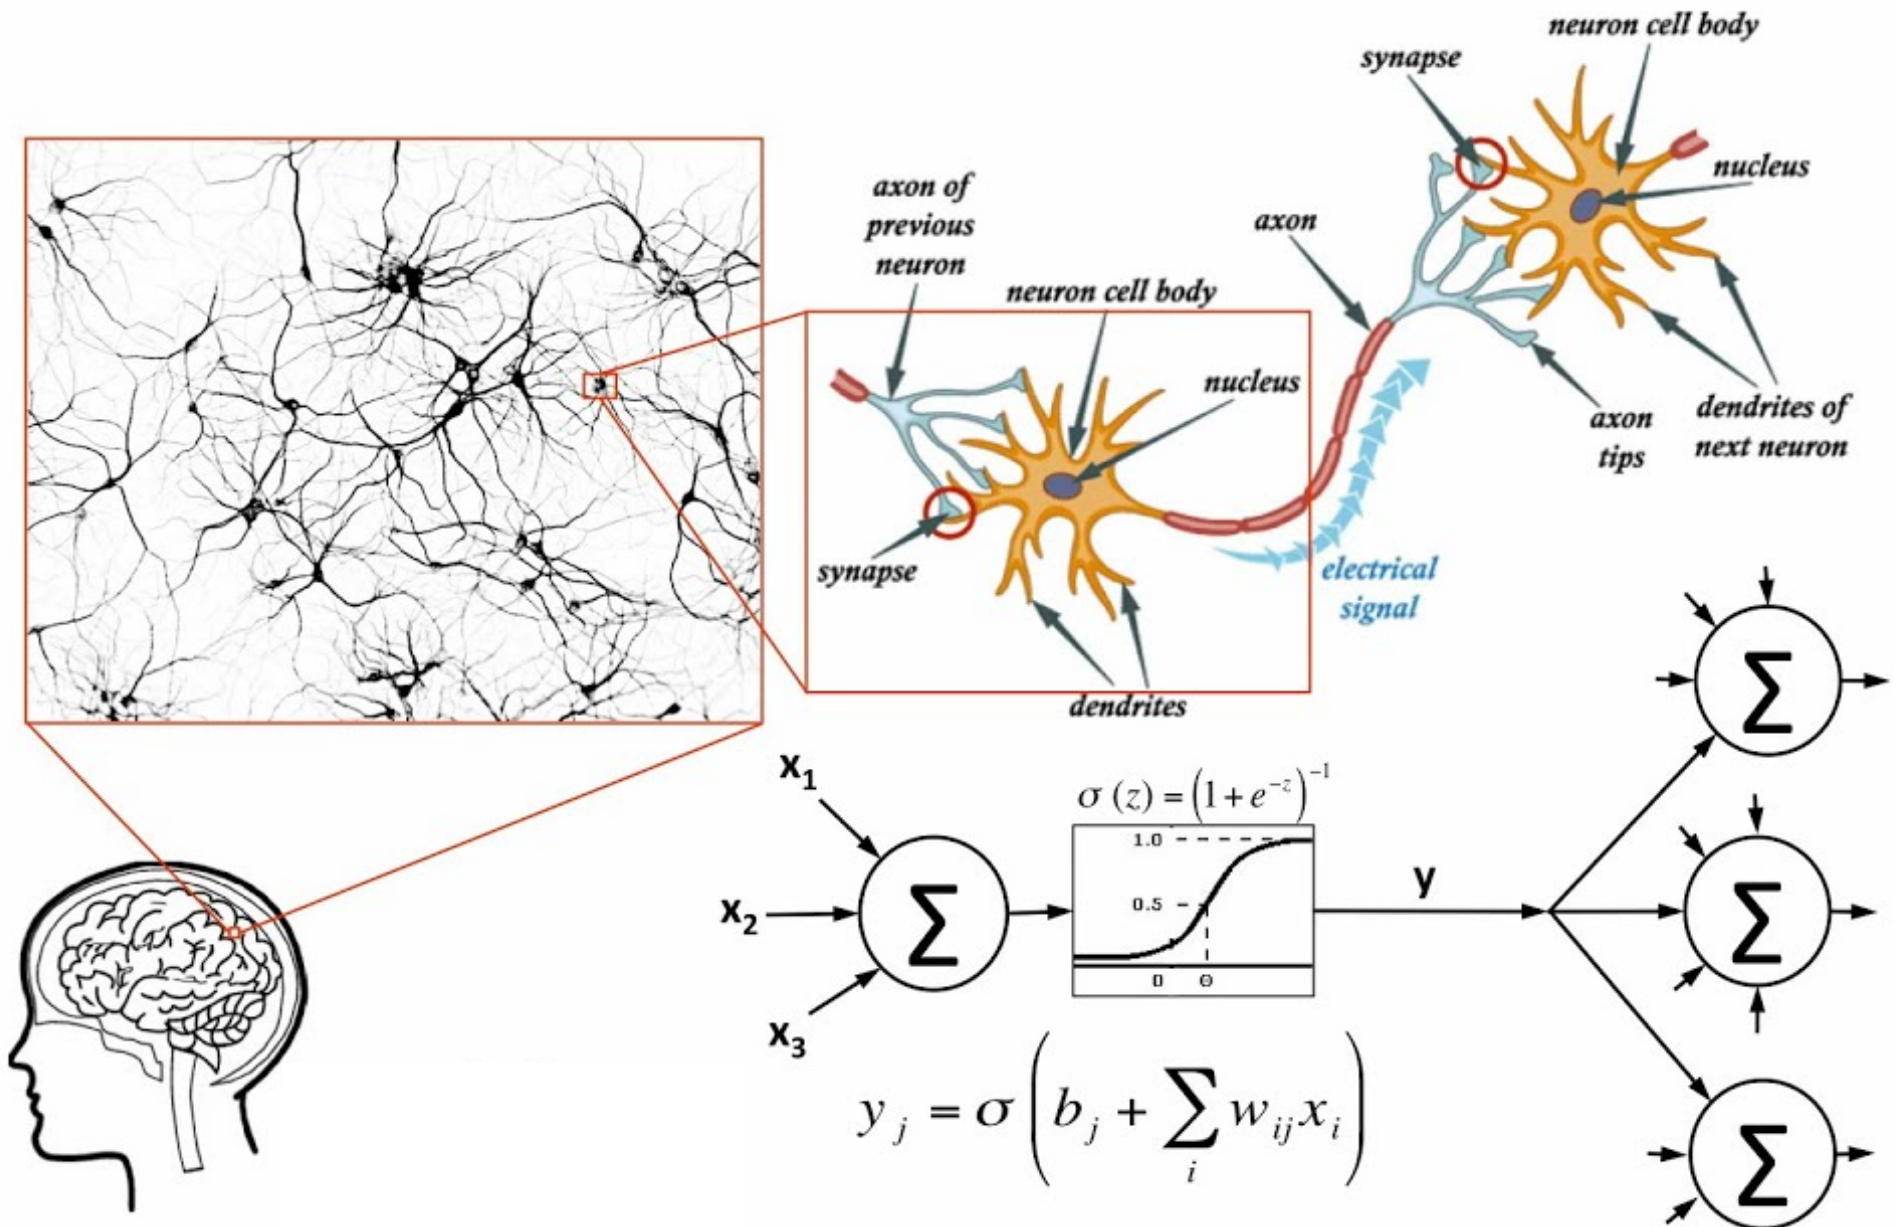 neuron cell body
synapse
nucleus
axon of
previous
neuron
axon
neuron cell body
nucleus
axon
tips
dendrites of
next neuron
synapse
electrical
signal
dendrites
x₁
σ (z) = (1 + e⁻ᶻ)⁻¹
1.0
0.5
0 Θ
Σ
x₂
Σ
y
Σ
Σ
x₃
y_j = σ ( b_j + ∑_i w_ij x_i )
Σ